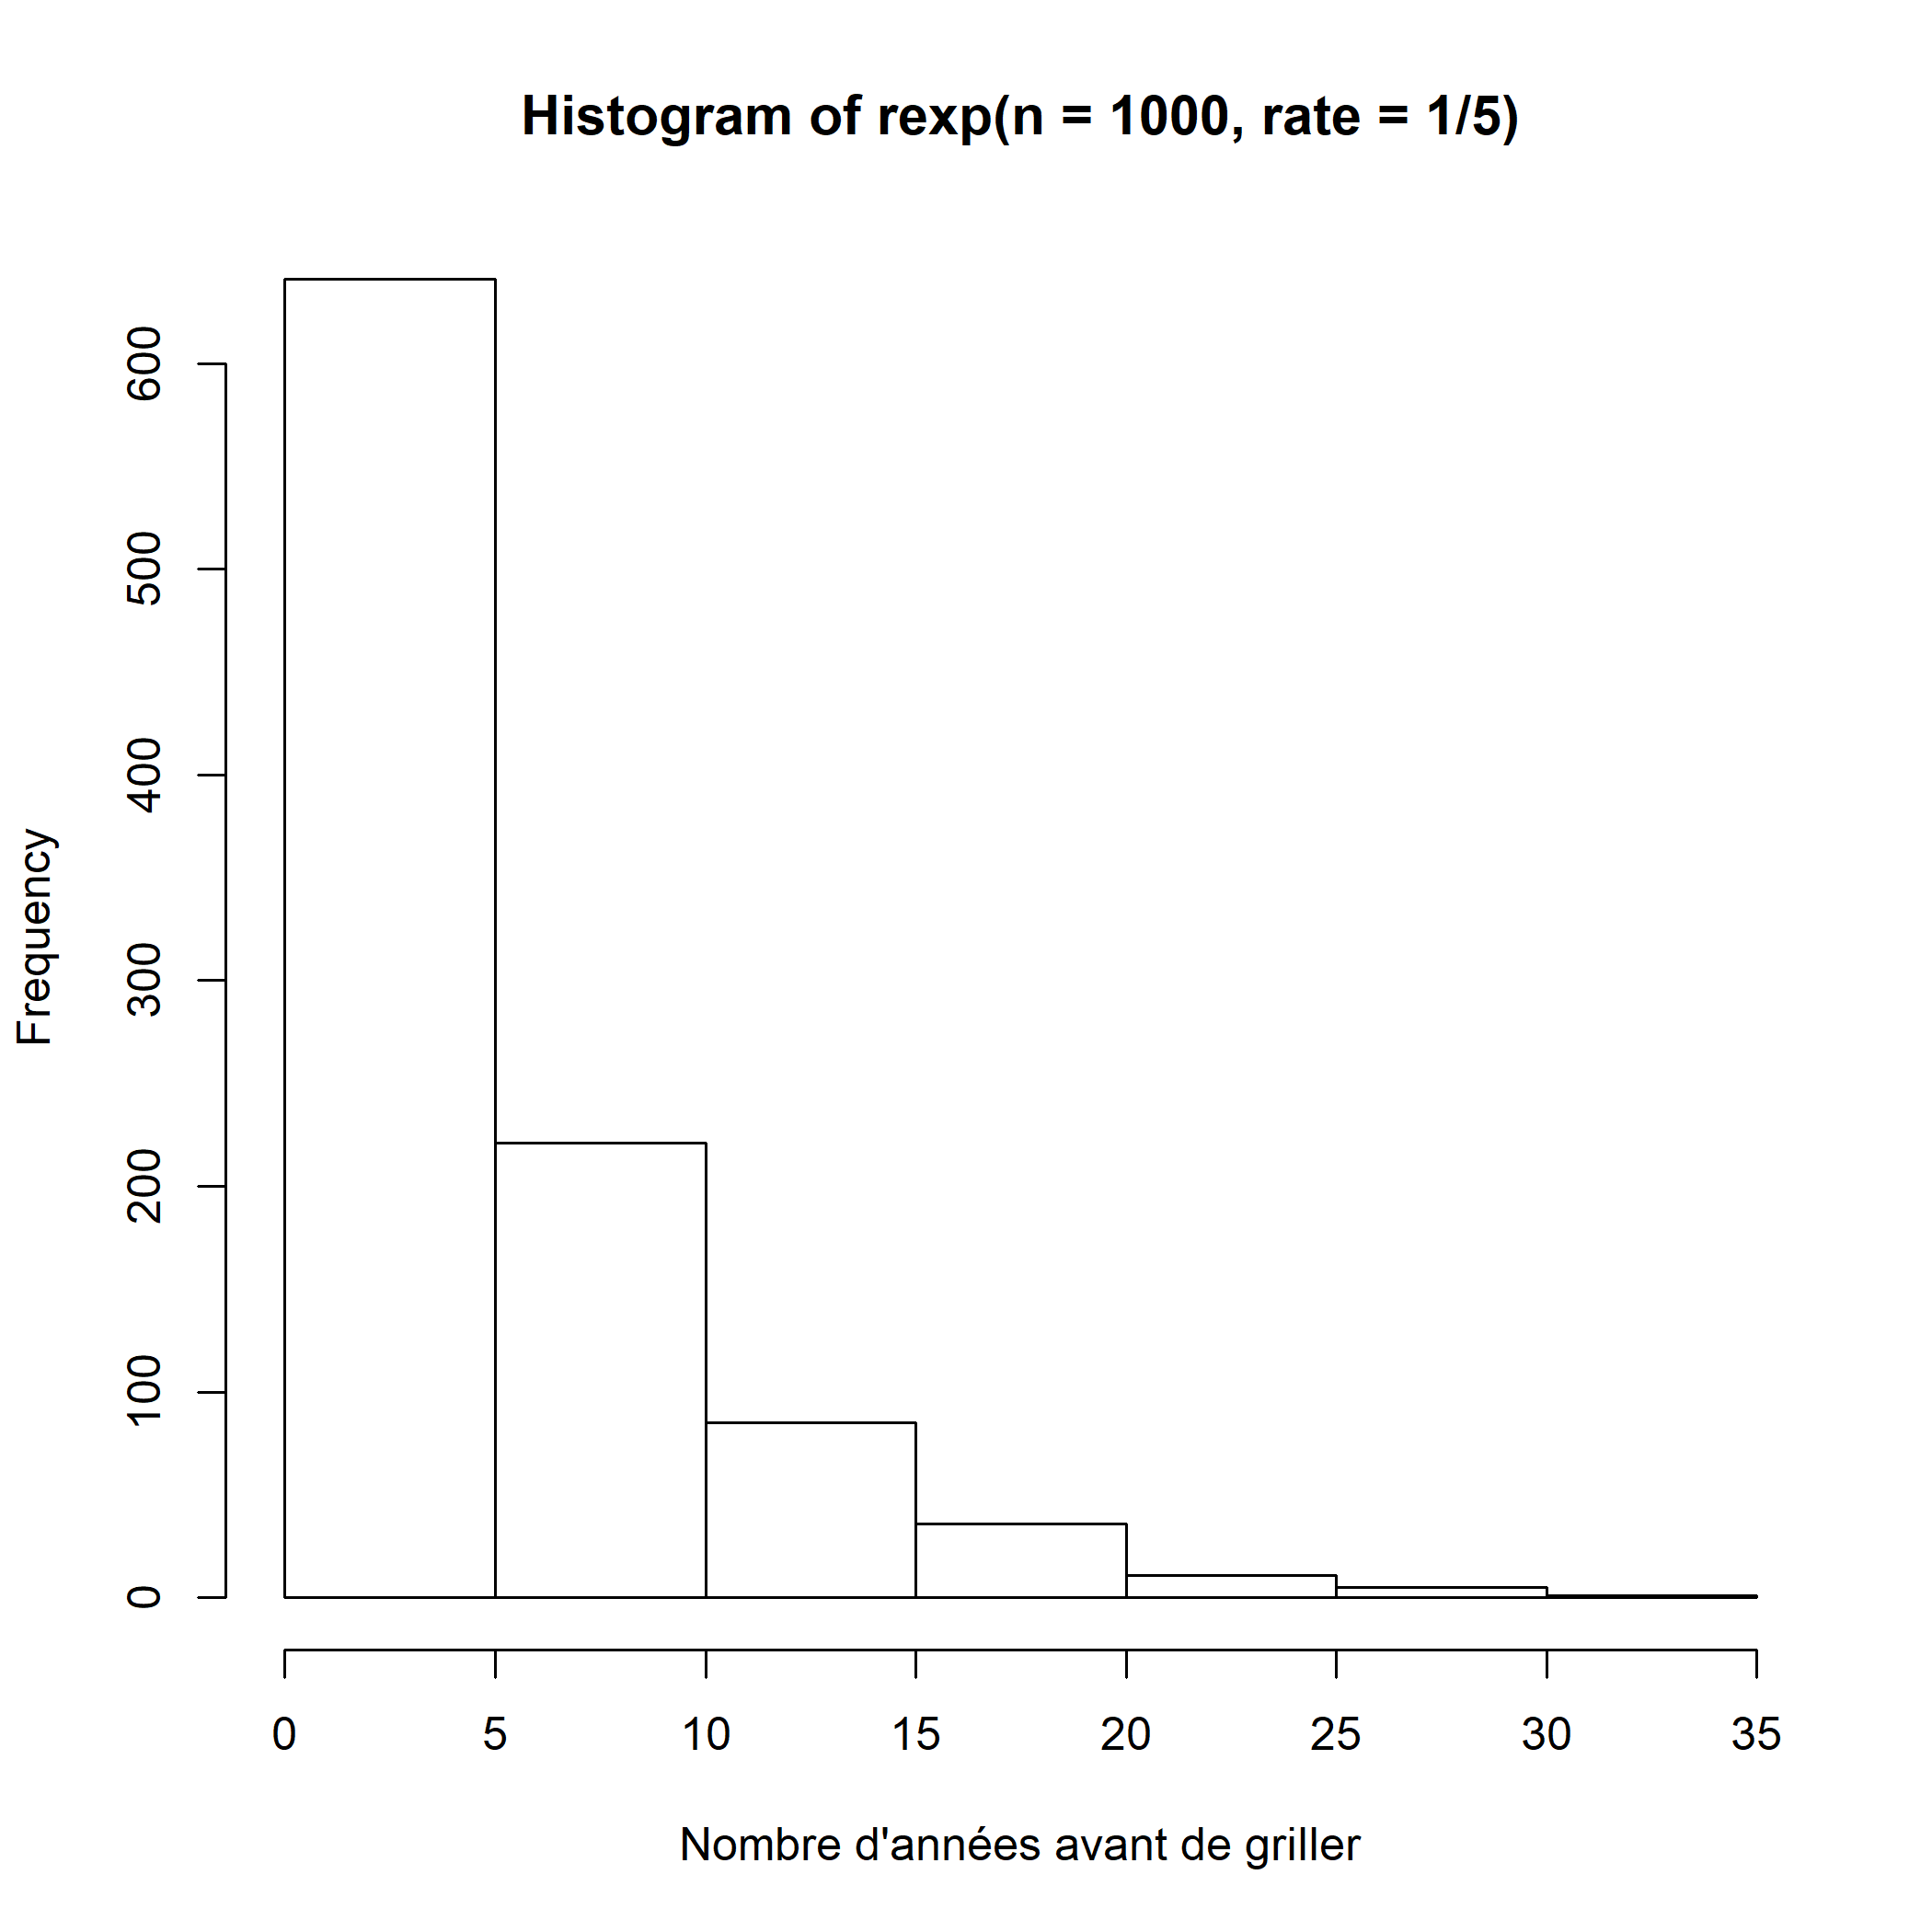 Histogram of rexp(n = 1000, rate = 1/5)
Frequency
600
500
400
300
200
100
0
0 5 10 15 20 25 30 35
Nombre d'années avant de griller